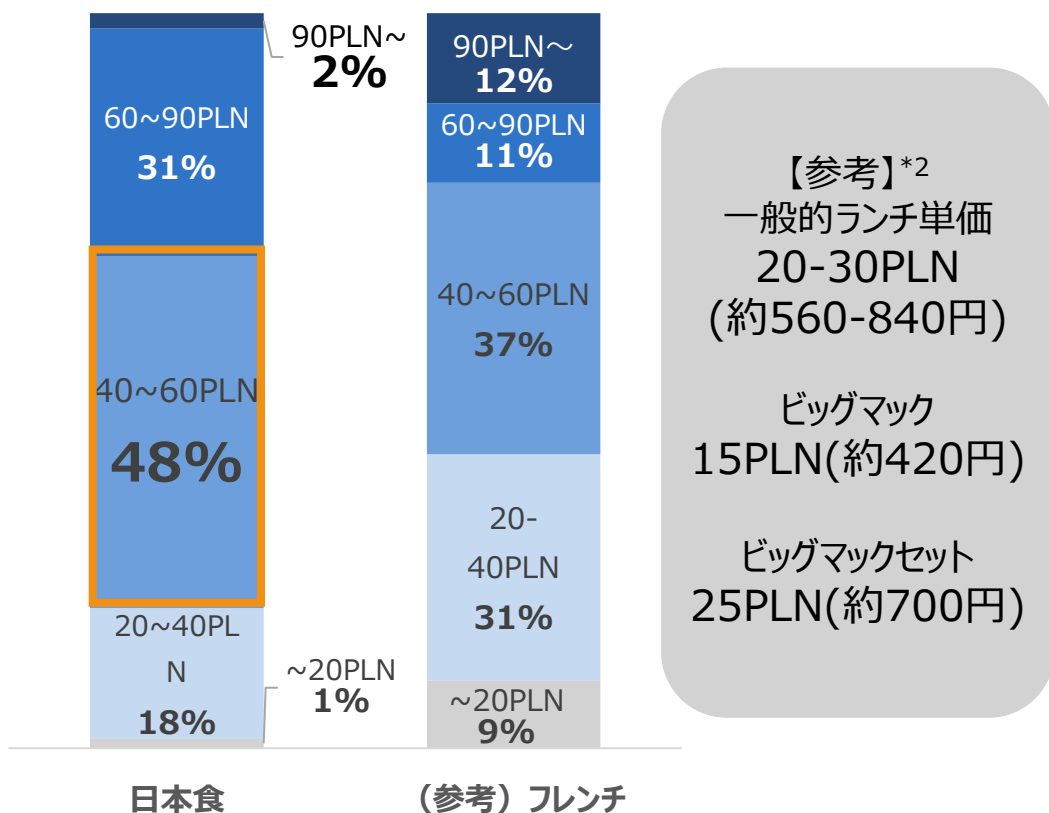 90PLN~
2%
60~90PLN
31%
40~60PLN
48%
20~40PL
N
18%
~20PLN
1%
日本食
90PLN～
12%
60~90PLN
11%
40~60PLN
37%
20-
40PLN
31%
~20PLN
9%
（参考）フレンチ
【参考】*2
一般的ランチ単価
20-30PLN
(約560-840円)
ビッグマック
15PLN(約420円)
ビッグマックセット
25PLN(約700円)